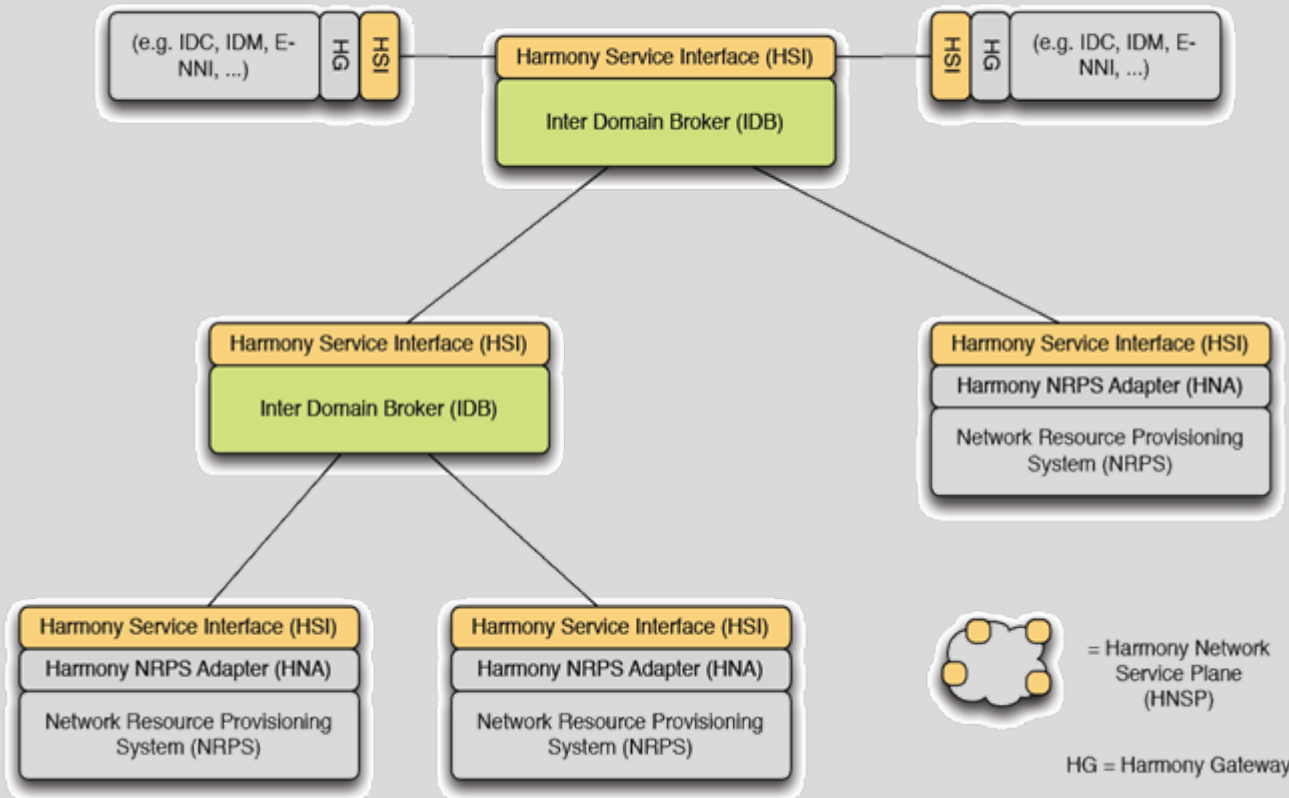 (e.g. IDC, IDM, E-
NNI, ...)
HG
HSI
Harmony Service Interface (HSI)
Inter Domain Broker (IDB)
HSI
HG
(e.g. IDC, IDM, E-
NNI, ...)
Harmony Service Interface (HSI)
Inter Domain Broker (IDB)
Harmony Service Interface (HSI)
Harmony NRPS Adapter (HNA)
Network Resource Provisioning
System (NRPS)
Harmony Service Interface (HSI)
Harmony NRPS Adapter (HNA)
Network Resource Provisioning
System (NRPS)
Harmony Service Interface (HSI)
Harmony NRPS Adapter (HNA)
Network Resource Provisioning
System (NRPS)
= Harmony Network
Service Plane
(HNSP)
HG = Harmony Gateway